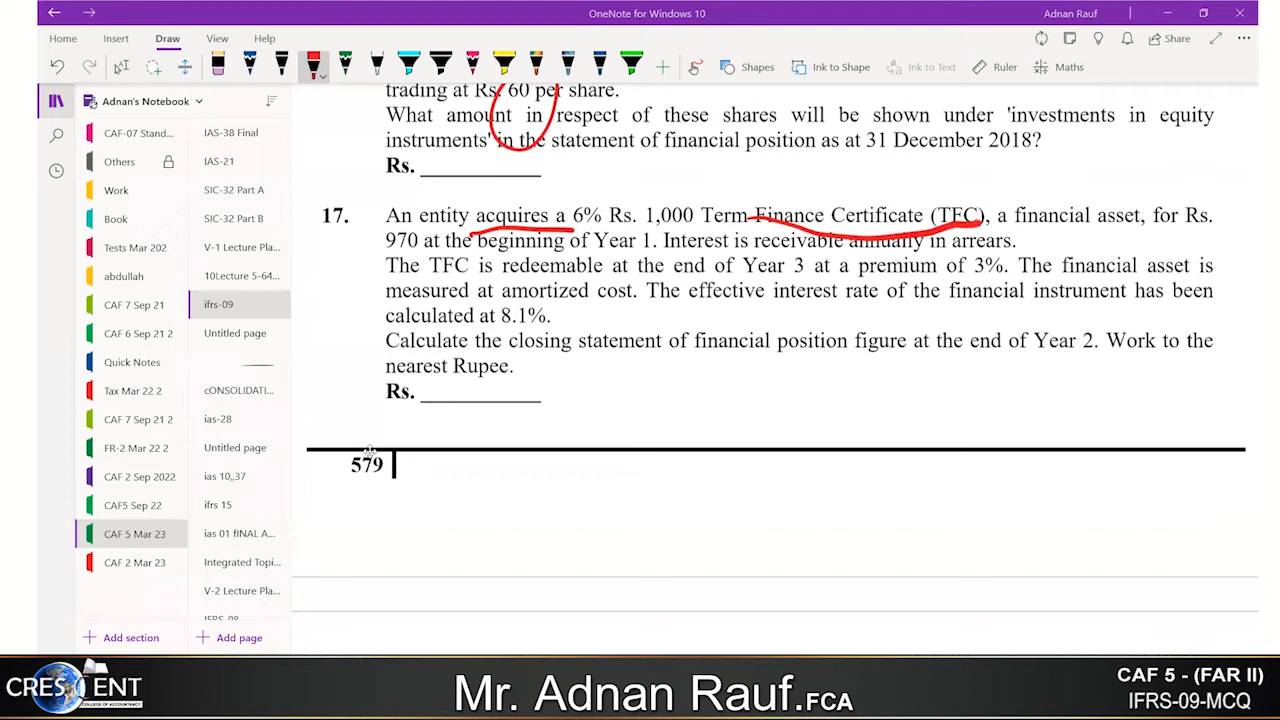 OneNote for Windows 10
Adnan Rauf
Home Insert Draw View Help
Share
Shapes Ink to Shape Ink to Text Ruler Maths
Adnan's Notebook
CAF-07 Stand...
Others
Work
Book
Tests Mar 202
abdullah
CAF 7 Sep 21
CAF 6 Sep 21 2
Quick Notes
Tax Mar 22 2
CAF 7 Sep 21 2
FR-2 Mar 22 2
CAF 2 Sep 2022
CAF5 Sep 22
CAF 5 Mar 23
CAF 2 Mar 23
Add section
IAS-38 Final
IAS-21
SIC-32 Part A
SIC-32 Part B
V-1 Lecture Plan
10Lecture 5-64...
ifrs-09
Untitled page
cONSOLIDATI...
ias-28
Untitled page
ias 10,,37
ifrs 15
ias 01 fINAL A...
Integrated Topi...
V-2 Lecture Pla...
IFRS-08
Add page
trading at Rs. 60 per share.
What amount in respect of these shares will be shown under 'investments in equity
instruments' in the statement of financial position as at 31 December 2018?
Rs.
17. An entity acquires a 6% Rs. 1,000 Term Finance Certificate (TFC), a financial asset, for Rs.
970 at the beginning of Year 1. Interest is receivable annually in arrears.
The TFC is redeemable at the end of Year 3 at a premium of 3%. The financial asset is
measured at amortized cost. The effective interest rate of the financial instrument has been
calculated at 8.1%.
Calculate the closing statement of financial position figure at the end of Year 2. Work to the
nearest Rupee.
Rs.
579
CRESCENT
COLLEGE OF ACCOUNTANCY
Mr. Adnan Rauf.FCA
CAF 5 - (FAR II)
IFRS-09-MCQ